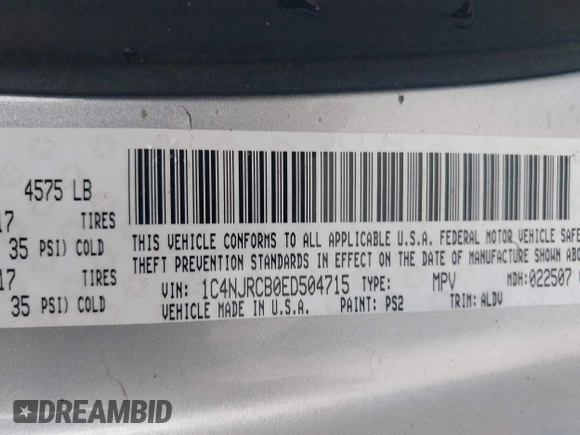 4575 LB
17 TIRES
35 PSI) COLD
17 TIRES
35 PSI) COLD
THIS VEHICLE CONFORMS TO ALL APPLICABLE U.S.A. FEDERAL MOTOR VEHICLE SAFE
THEFT PREVENTION STANDARDS IN EFFECT ON THE DATE OF MANUFACTURE SHOWN ABO
VIN: 1C4NJRCB0ED504715 TYPE: MPV MDH:022507
VEHICLE MADE IN U.S.A. PAINT: PS2 TRIM: ALDV
DREAMBID